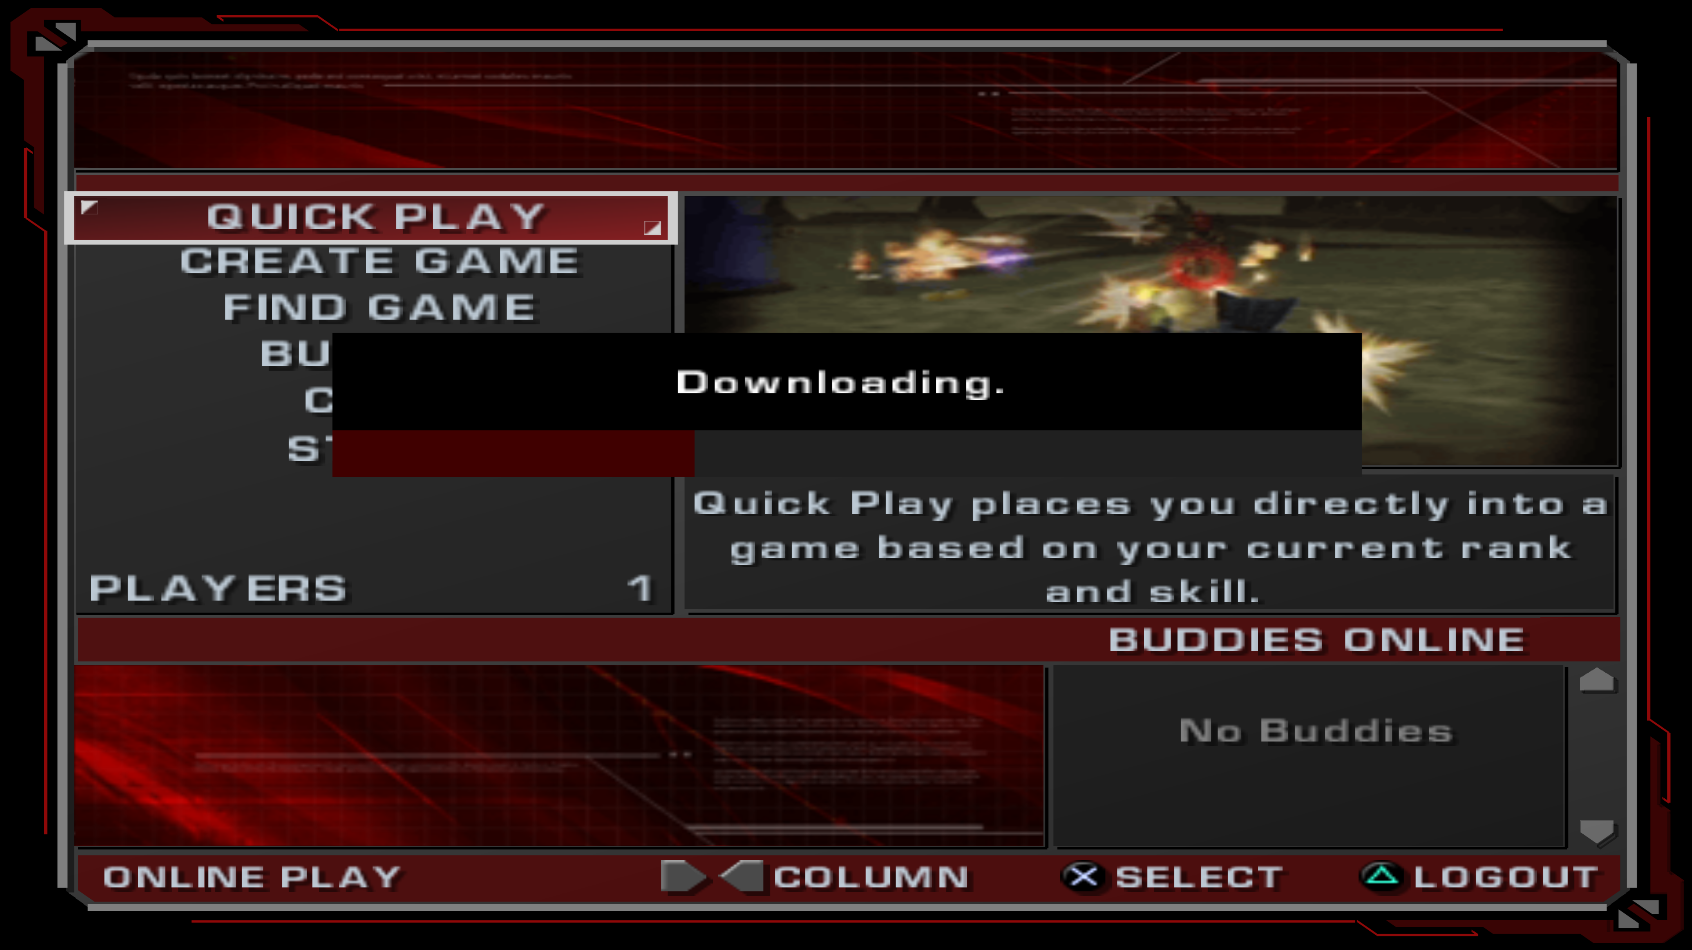 QUICK PLAY
CREATE GAME
FIND GAME
BU
C
ST
Downloading.
Quick Play places you directly into a
game based on your current rank
and skill.
PLAYERS 1
BUDDIES ONLINE
No Buddies
ONLINE PLAY COLUMN SELECT LOGOUT